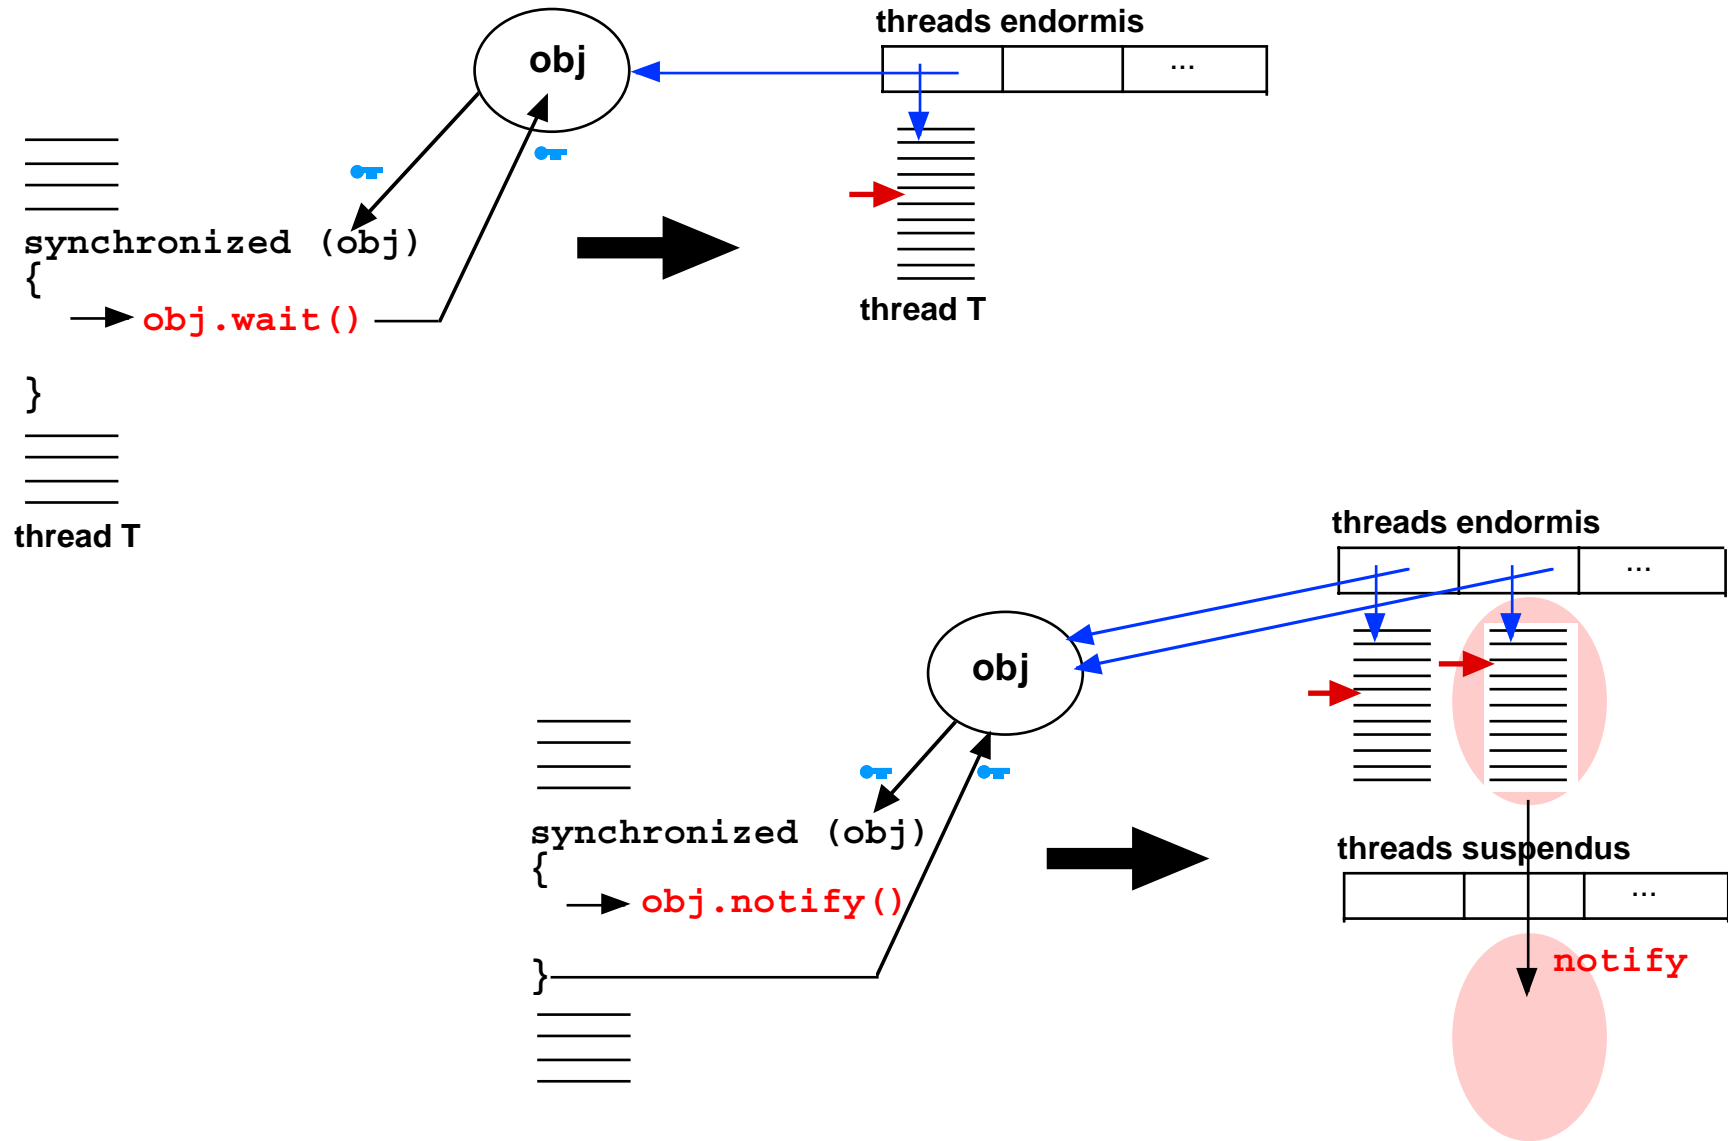 threads endormis
obj
...
synchronized (obj)
{
obj.wait()
}
thread T
thread T
threads endormis
...
obj
synchronized (obj)
{
obj.notify()
}
threads suspendus
...
notify